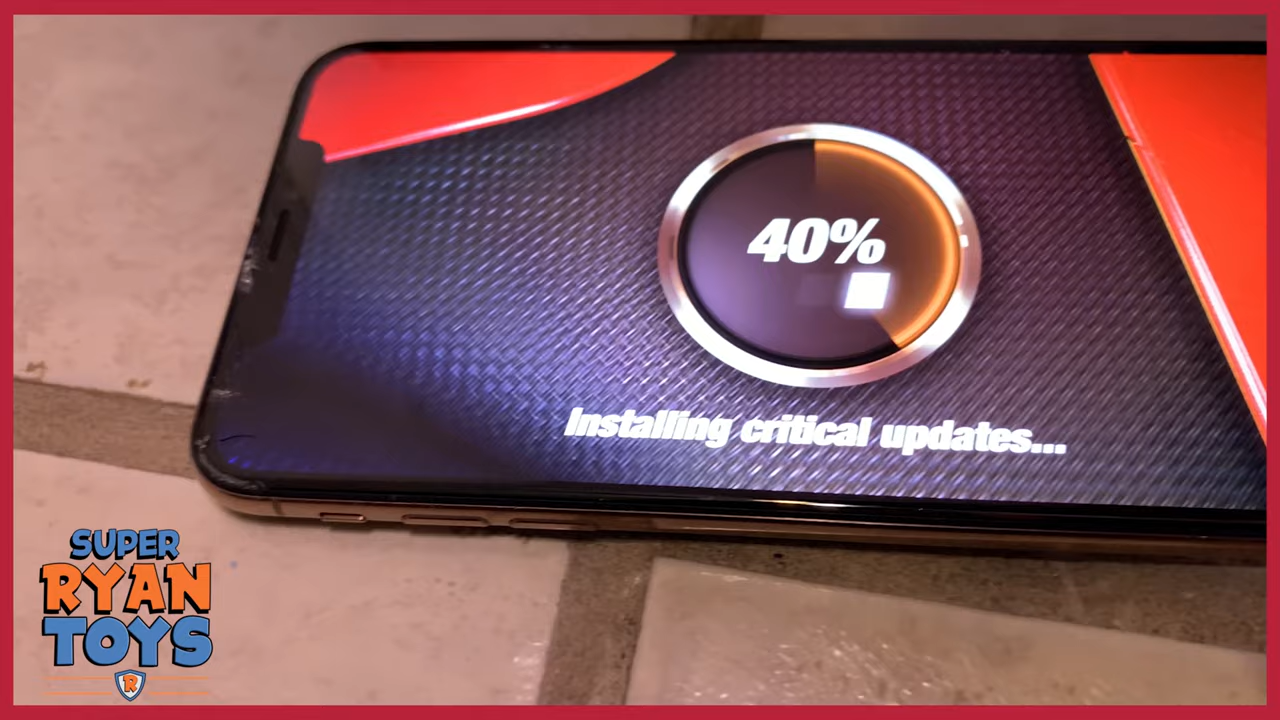 40%
Installing critical updates...
SUPER
RYAN
TOYS
R